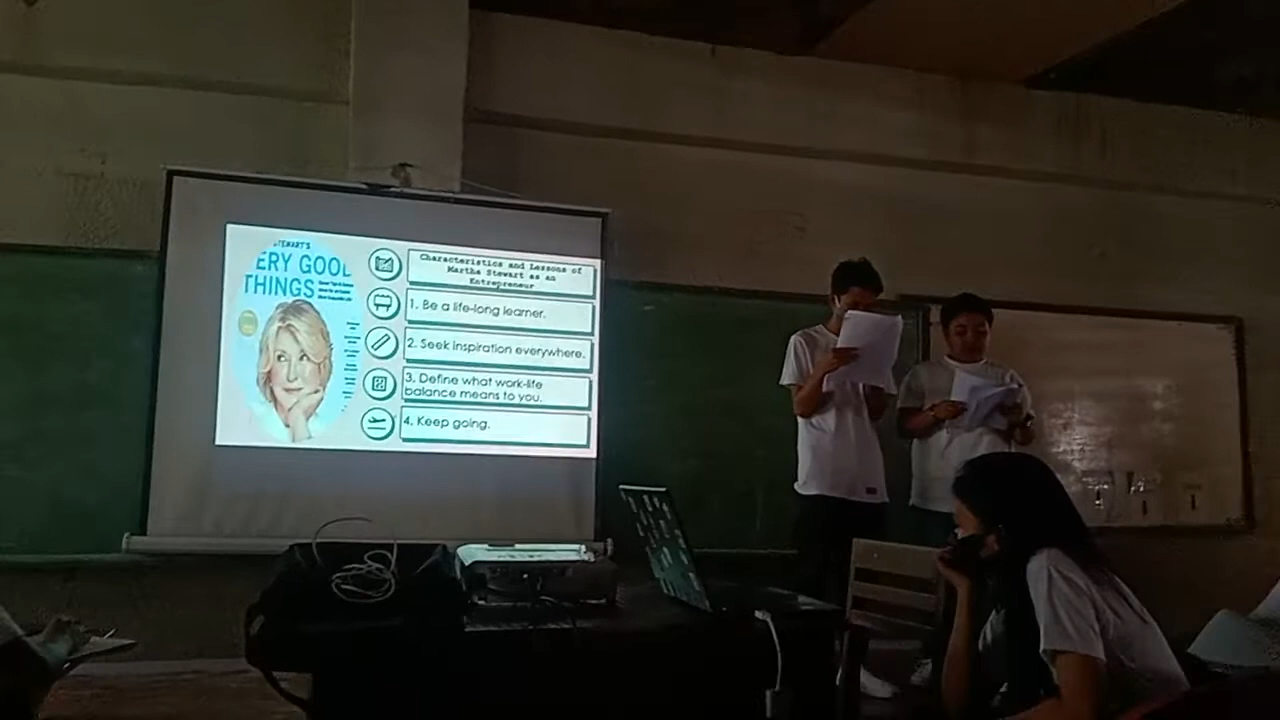 STEWART'S
ERY GOOD
THINGS
Characteristics and Lessons of
Martha Stewart as an
Entrepreneur
1. Be a life-long learner.
2. Seek inspiration everywhere.
3. Define what work-life
balance means to you.
4. Keep going.